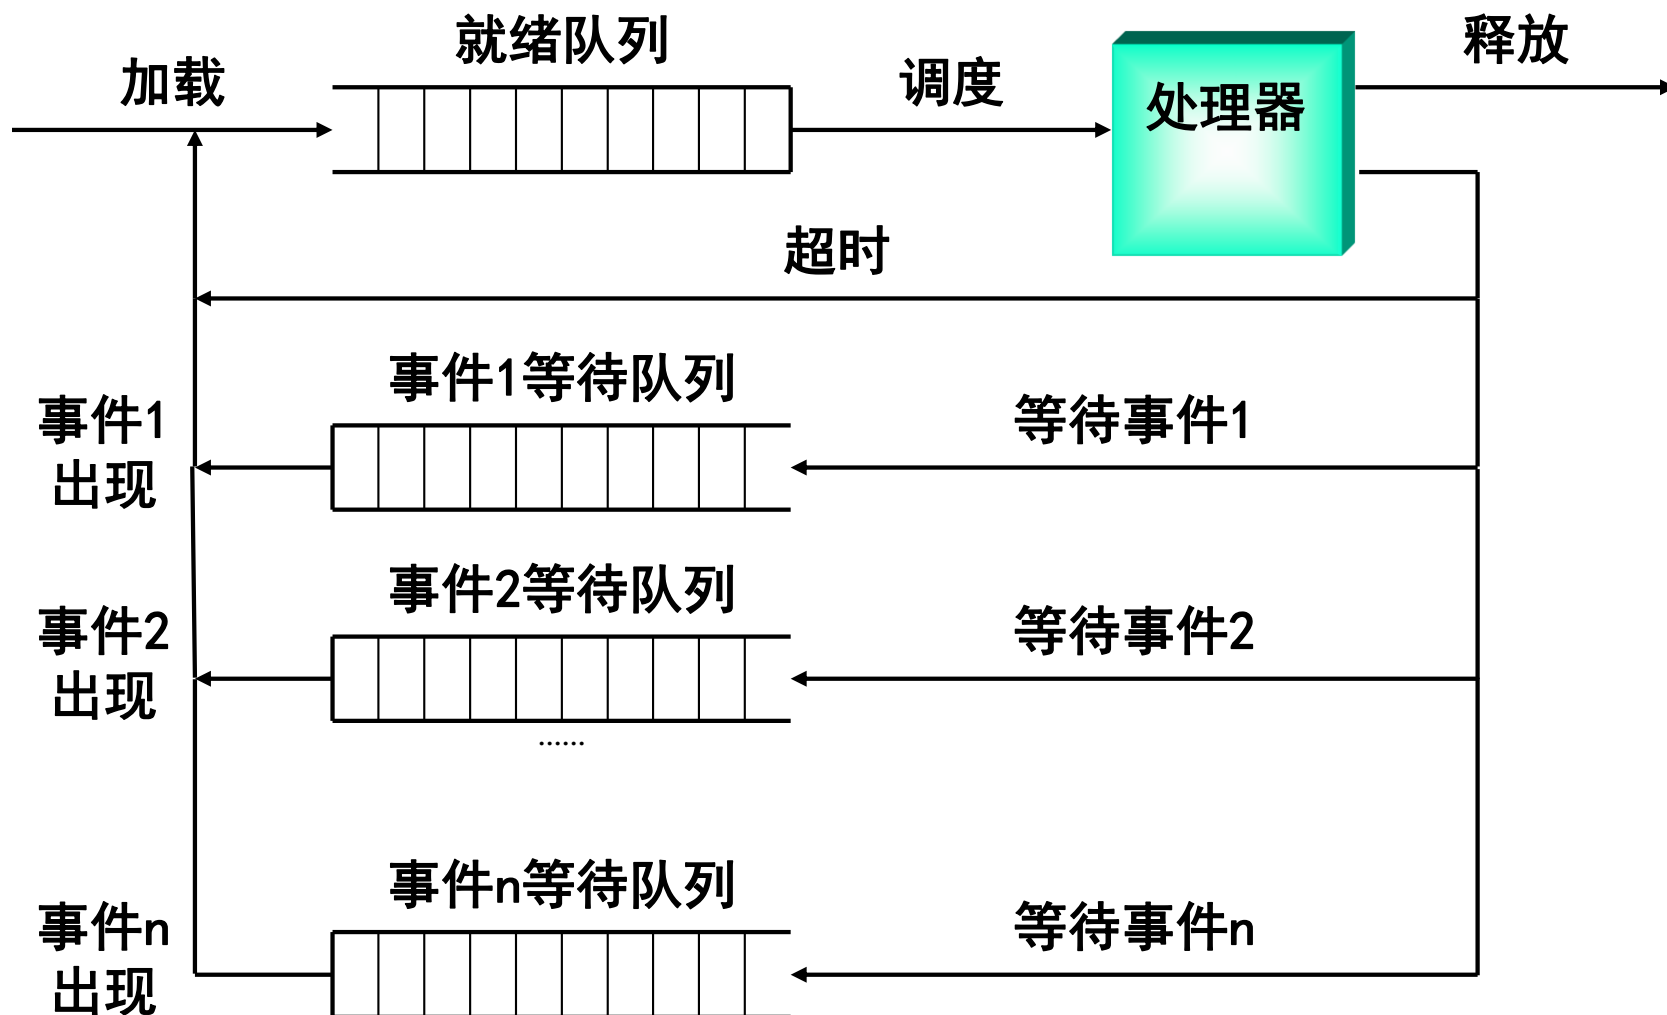 就绪队列
释放
加载
调度
处理器
超时
事件1等待队列
事件1
出现
等待事件1
事件2等待队列
事件2
出现
等待事件2
......
事件n等待队列
事件n
出现
等待事件n